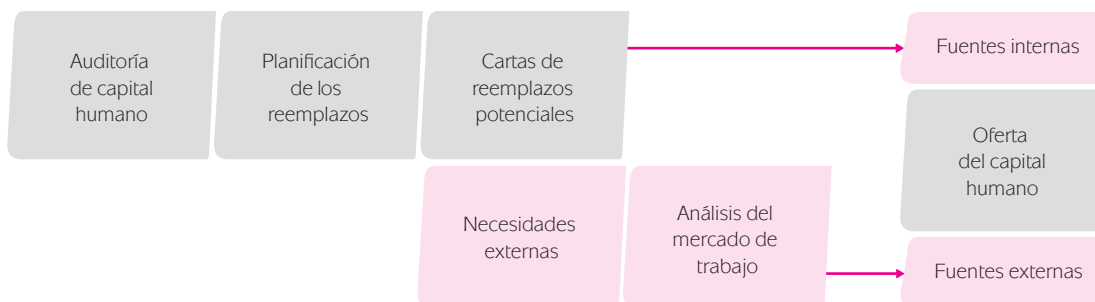 Auditoría
de capital
humano
Planificación
de los
reemplazos
Cartas de
reemplazos
potenciales
Fuentes internas
Oferta
del capital
humano
Necesidades
externas
Análisis del
mercado de
trabajo
Fuentes externas